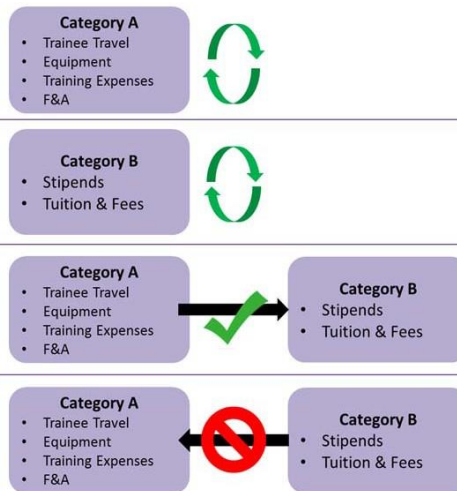 Category A
• Trainee Travel
• Equipment
• Training Expenses
• F&A
Category B
• Stipends
• Tuition & Fees
Category A
• Trainee Travel
• Equipment
• Training Expenses
• F&A
Category B
• Stipends
• Tuition & Fees
Category A
• Trainee Travel
• Equipment
• Training Expenses
• F&A
Category B
• Stipends
• Tuition & Fees